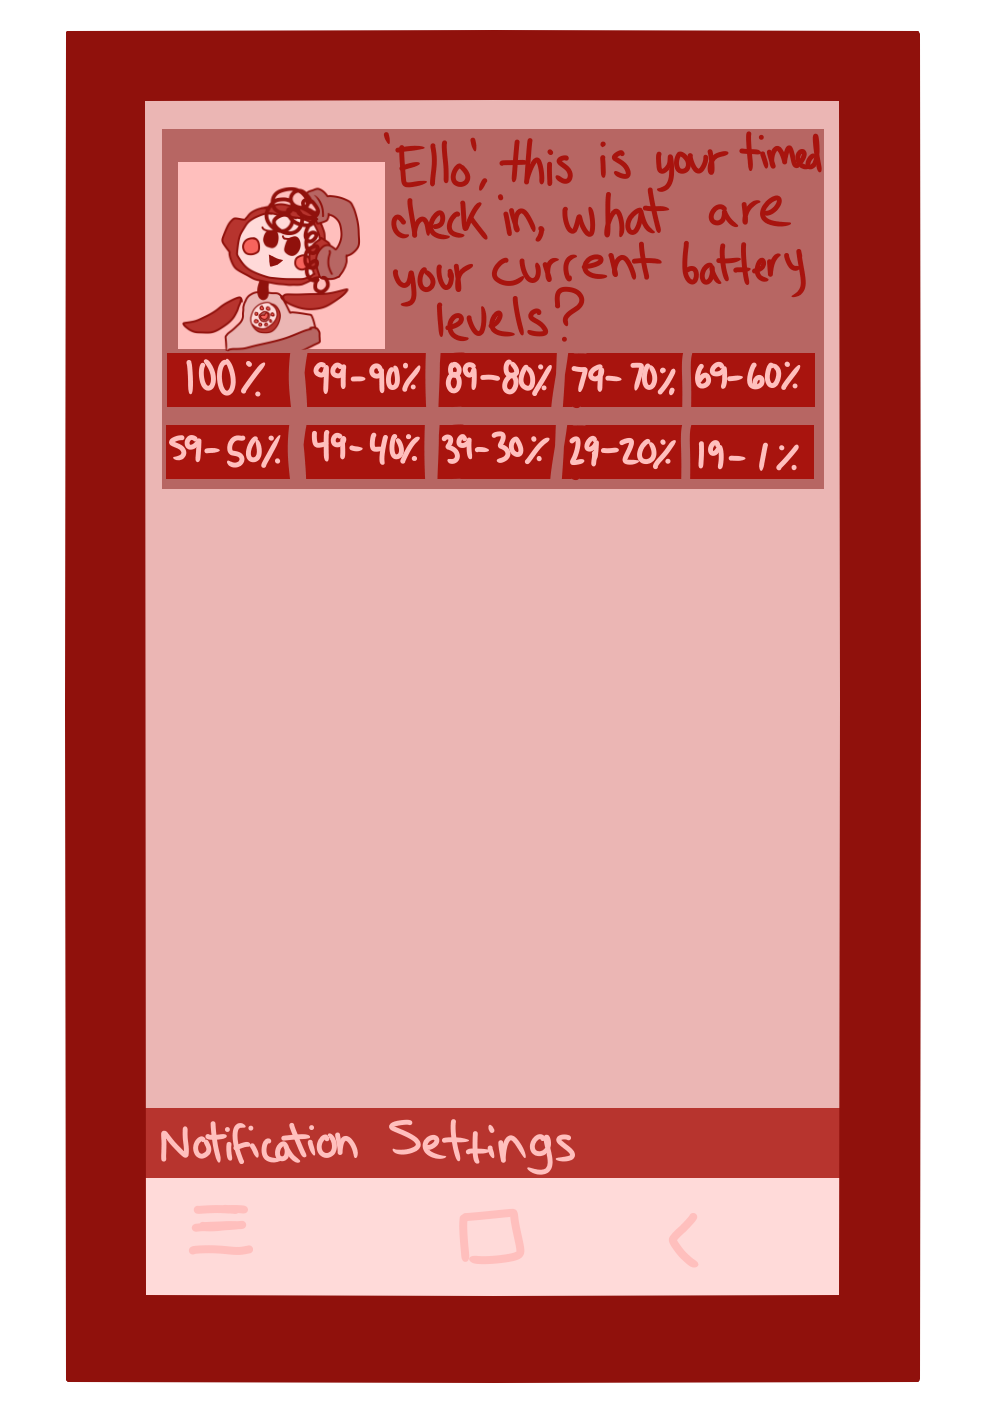 'Ello', this is your timed
check in, what are
your current battery
levels?
100%
99-90%
89-80%
79-70%
69-60%
59-50%
49-40%
39-30%
29-20%
19-1%
Notification Settings